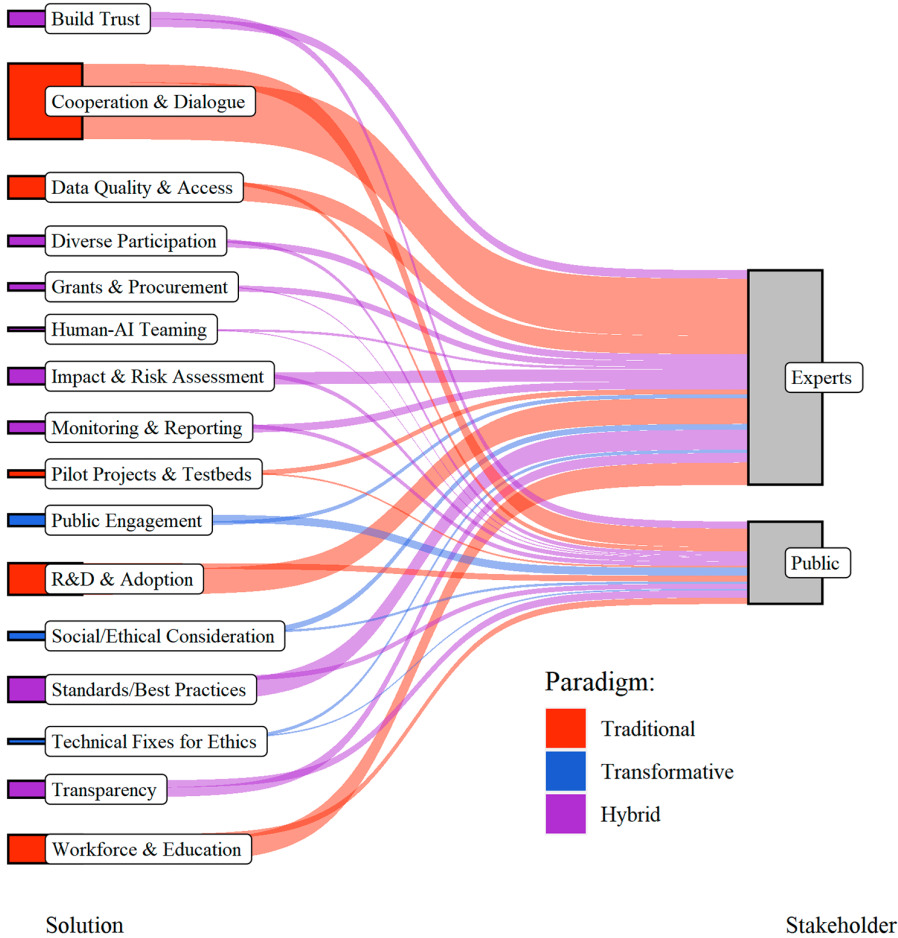 Build Trust
Cooperation & Dialogue
Data Quality & Access
Diverse Participation
Grants & Procurement
Human-AI Teaming
Impact & Risk Assessment
Experts
Monitoring & Reporting
Pilot Projects & Testbeds
Public Engagement
Public
R&D & Adoption
Social/Ethical Consideration
Standards/Best Practices
Technical Fixes for Ethics
Transparency
Workforce & Education
Paradigm:
Traditional
Transformative
Hybrid
Solution
Stakeholder